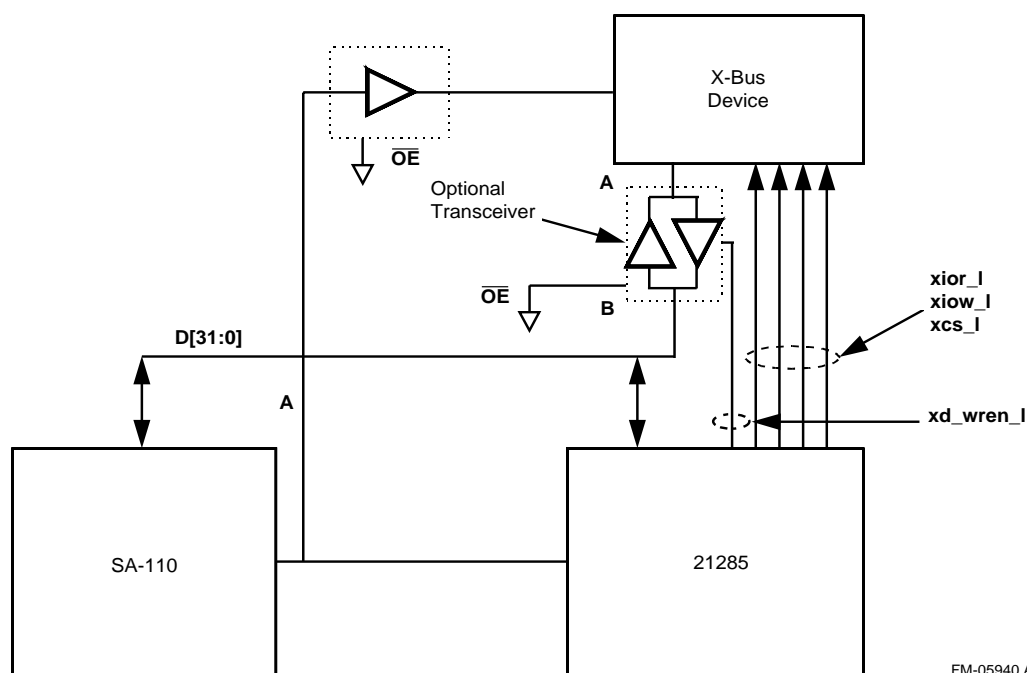 X-Bus
Device
OE
A
Optional
Transceiver
OE
B
xior_l
xiow_l
xcs_l
D[31:0]
A
xd_wren_l
SA-110
21285